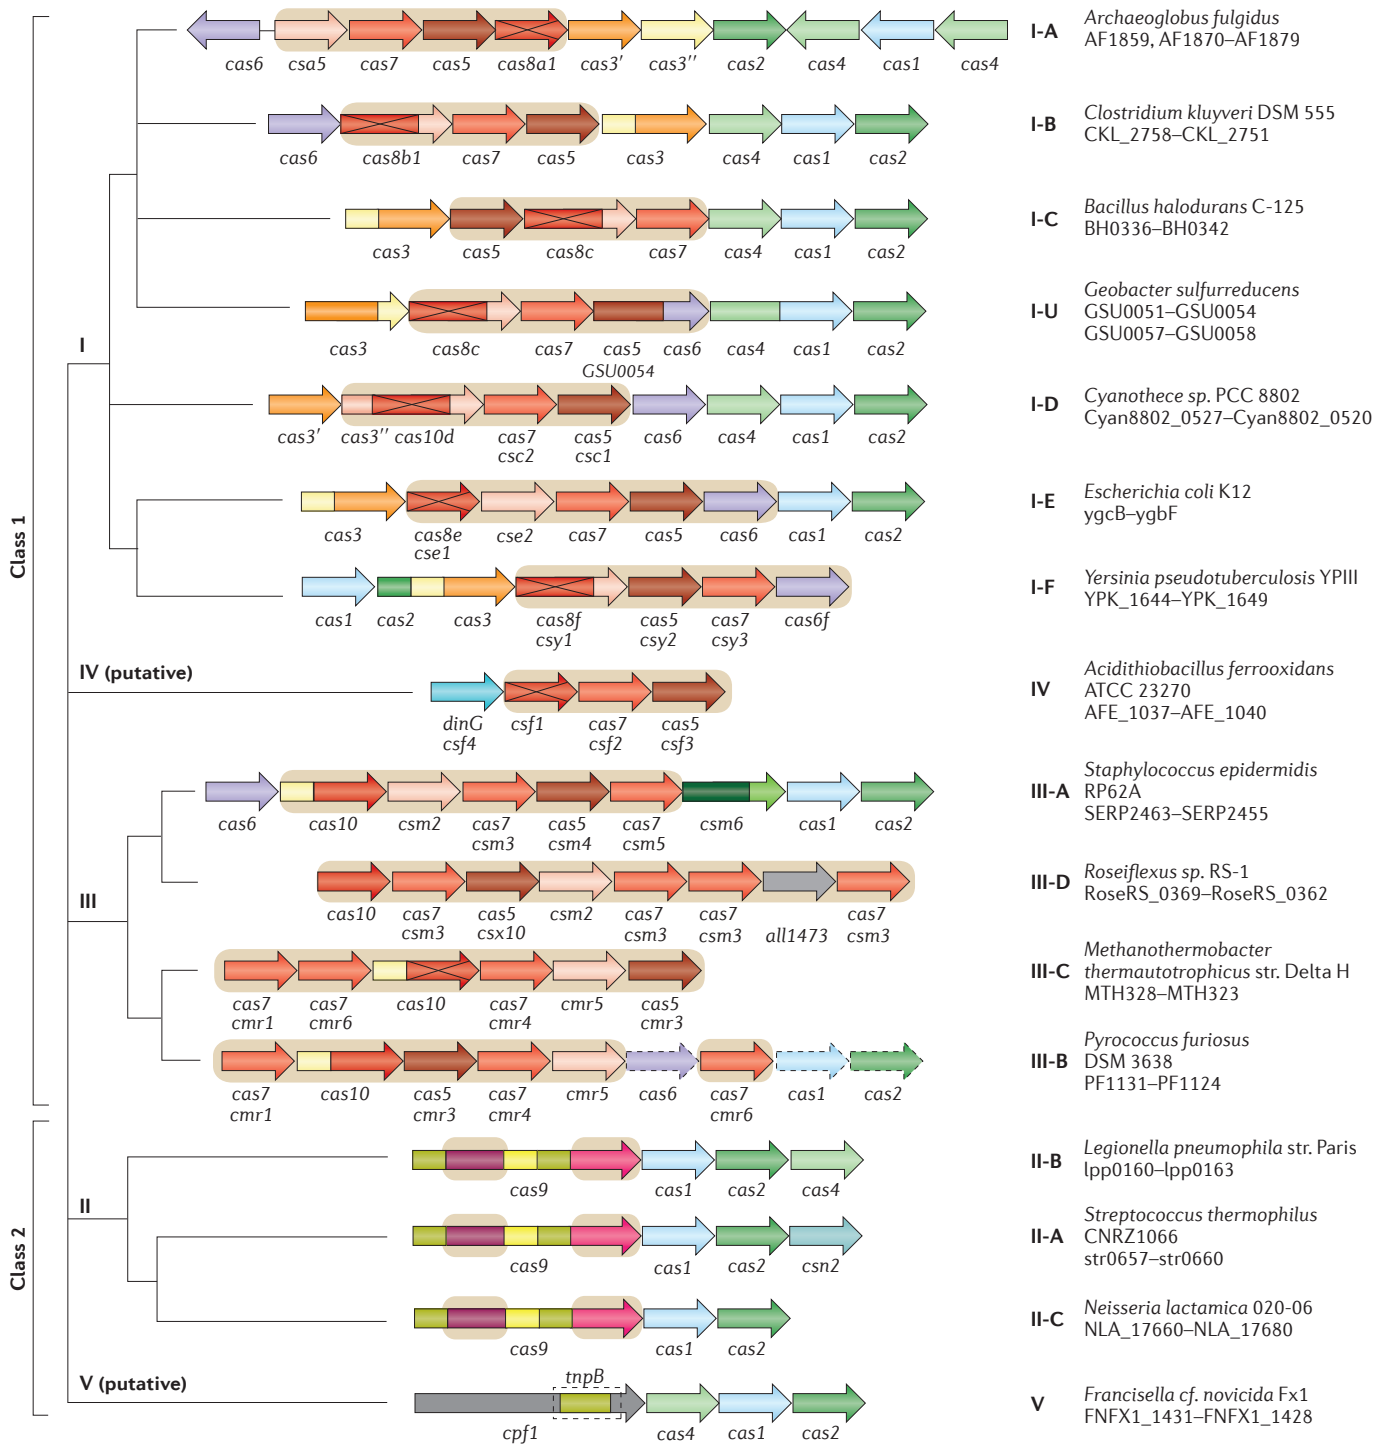 Class 1
Class 2
I
IV (putative)
III
II
V (putative)
cas6 csa5 cas7 cas5 cas8a1 cas3′ cas3′′ cas2 cas4 cas1 cas4
I-A
Archaeoglobus fulgidus
AF1859, AF1870–AF1879
cas6 cas8b1 cas7 cas5 cas3 cas4 cas1 cas2
I-B
Clostridium kluyveri DSM 555
CKL_2758–CKL_2751
cas3 cas5 cas8c cas7 cas4 cas1 cas2
I-C
Bacillus halodurans C-125
BH0336–BH0342
cas3 cas8c cas7 cas5 cas6 cas4 cas1 cas2
GSU0054
I-U
Geobacter sulfurreducens
GSU0051–GSU0054
GSU0057–GSU0058
cas3′ cas3′′ cas10d cas7 cas5 cas6 cas4 cas1 cas2
csc2 csc1
I-D
Cyanothece sp. PCC 8802
Cyan8802_0527–Cyan8802_0520
cas3 cas8e cse2 cas7 cas5 cas6 cas1 cas2
cse1
I-E
Escherichia coli K12
ygcB–ygbF
cas1 cas2 cas3 cas8f cas5 cas7 cas6f
csy1 csy2 csy3
I-F
Yersinia pseudotuberculosis YPIII
YPK_1644–YPK_1649
dinG csf1 cas7 cas5
csf4 csf2 csf3
IV
Acidithiobacillus ferrooxidans
ATCC 23270
AFE_1037–AFE_1040
cas6 cas10 csm2 cas7 cas5 cas7 csm6 cas1 cas2
csm3 csm4 csm5
III-A
Staphylococcus epidermidis
RP62A
SERP2463–SERP2455
cas10 cas7 cas5 csm2 cas7 cas7 all1473 cas7
csm3 csx10 csm3 csm3 csm3
III-D
Roseiflexus sp. RS-1
RoseRS_0369–RoseRS_0362
cas7 cas7 cas10 cas7 cmr5 cas5
cmr1 cmr6 cmr4 cmr3
III-C
Methanothermobacter
thermautotrophicus str. Delta H
MTH328–MTH323
cas7 cas10 cas5 cas7 cmr5 cas6 cas7 cas1 cas2
cmr1 cmr3 cmr4 cmr6
III-B
Pyrococcus furiosus
DSM 3638
PF1131–PF1124
cas9 cas1 cas2 cas4
II-B
Legionella pneumophila str. Paris
lpp0160–lpp0163
cas9 cas1 cas2 csn2
II-A
Streptococcus thermophilus
CNRZ1066
str0657–str0660
cas9 cas1 cas2
II-C
Neisseria lactamica 020-06
NLA_17660–NLA_17680
tnpB
cpf1 cas4 cas1 cas2
V
Francisella cf. novicida Fx1
FNFX1_1431–FNFX1_1428